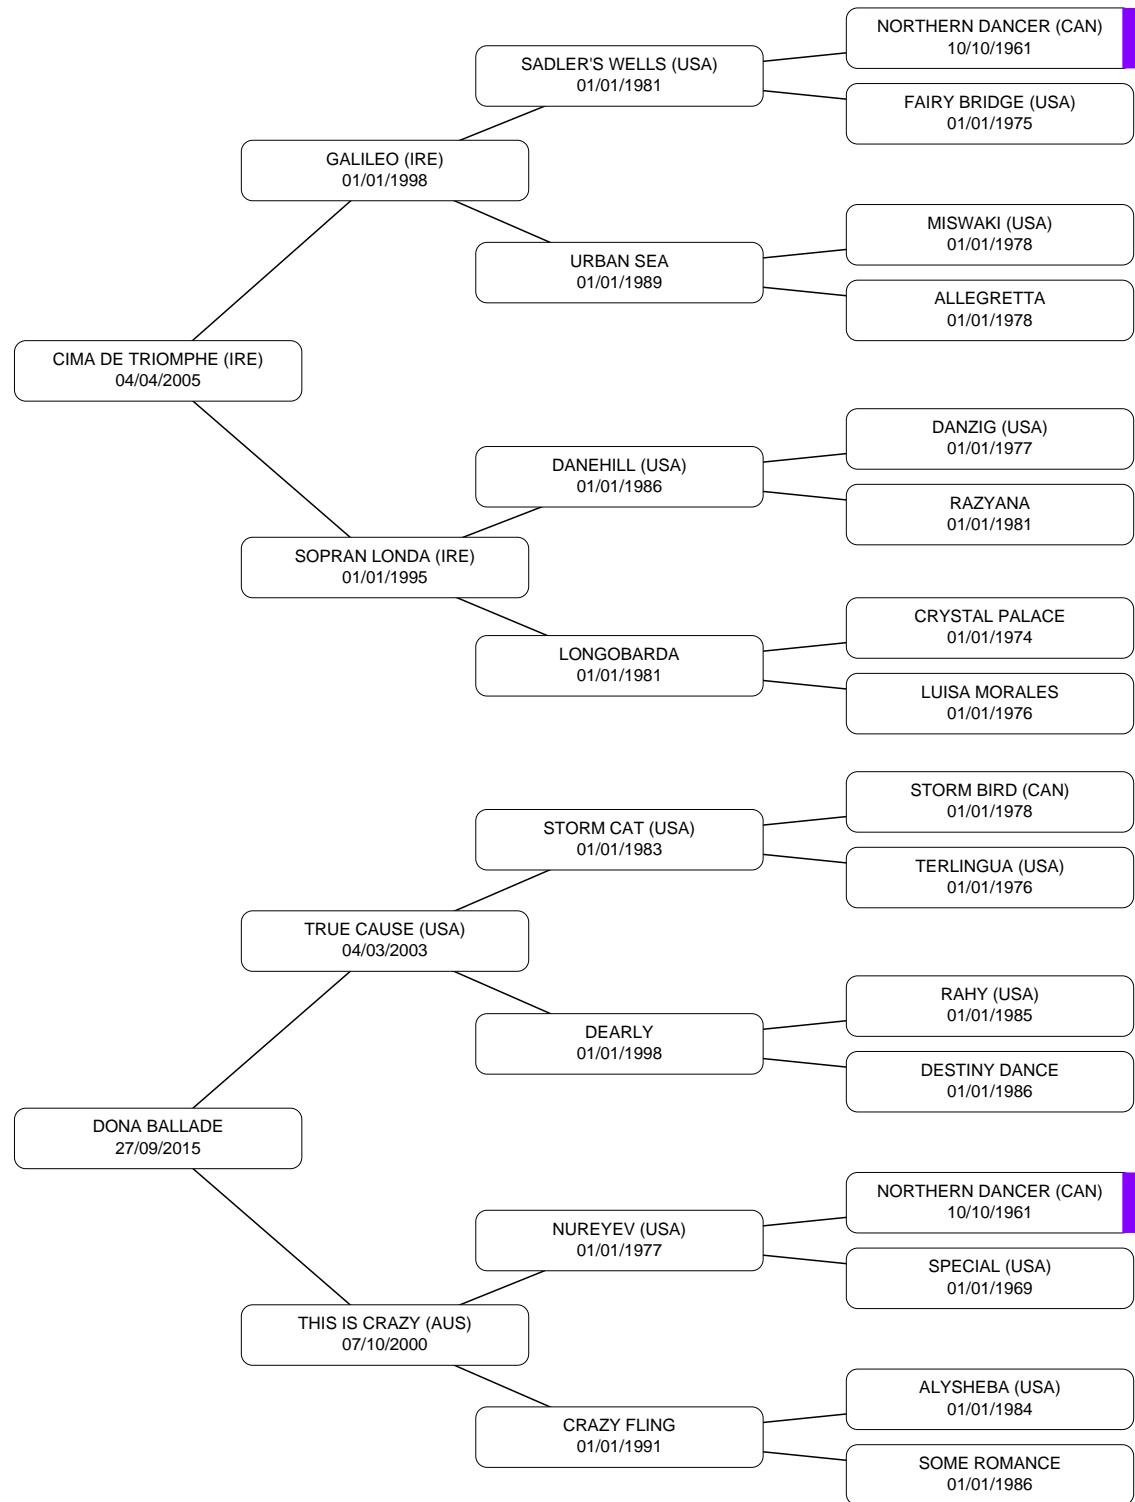 NORTHERN DANCER (CAN)
10/10/1961
SADLER'S WELLS (USA)
01/01/1981
FAIRY BRIDGE (USA)
01/01/1975
GALILEO (IRE)
01/01/1998
MISWAKI (USA)
01/01/1978
URBAN SEA
01/01/1989
ALLEGRETTA
01/01/1978
CIMA DE TRIOMPHE (IRE)
04/04/2005
DANZIG (USA)
01/01/1977
DANEHILL (USA)
01/01/1986
RAZYANA
01/01/1981
SOPRAN LONDA (IRE)
01/01/1995
CRYSTAL PALACE
01/01/1974
LONGOBARDA
01/01/1981
LUISA MORALES
01/01/1976
STORM BIRD (CAN)
01/01/1978
STORM CAT (USA)
01/01/1983
TERLINGUA (USA)
01/01/1976
TRUE CAUSE (USA)
04/03/2003
RAHY (USA)
01/01/1985
DEARLY
01/01/1998
DESTINY DANCE
01/01/1986
DONA BALLADE
27/09/2015
NORTHERN DANCER (CAN)
10/10/1961
NUREYEV (USA)
01/01/1977
SPECIAL (USA)
01/01/1969
THIS IS CRAZY (AUS)
07/10/2000
ALYSHEBA (USA)
01/01/1984
CRAZY FLING
01/01/1991
SOME ROMANCE
01/01/1986